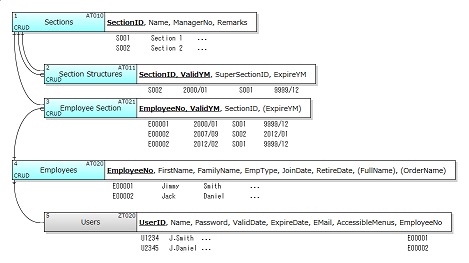 1 AT010
Sections
CRUD
SectionID, Name, ManagerNo, Remarks
S001 Section 1 ...
S002 Section 2 ...
2 AT011
Section Structures
CRUD
SectionID, ValidYM, SuperSectionID, ExpireYM
S002 2000/01 S001 9999/12
3 AT021
Employee Section
CRUD
EmployeeNo, ValidYM, SectionID, (ExpireYM)
E00001 2000/01 S001 9999/12
E00002 2007/09 S002 2012/01
E00002 2012/02 S001 9999/12
4 AT020
Employees
CRUD
EmployeeNo, FirstName, FamilyName, EmpType, JoinDate, RetireDate, (FullName), (OrderName)
E00001 Jimmy Smith ...
E00002 Jack Daniel ...
5 ZT020
Users
UserID, Name, Password, ValidDate, ExpireDate, EMail, AccessibleMenus, EmployeeNo
U1234 J.Smith ... E00001
U2345 J.Daniel ... E00002